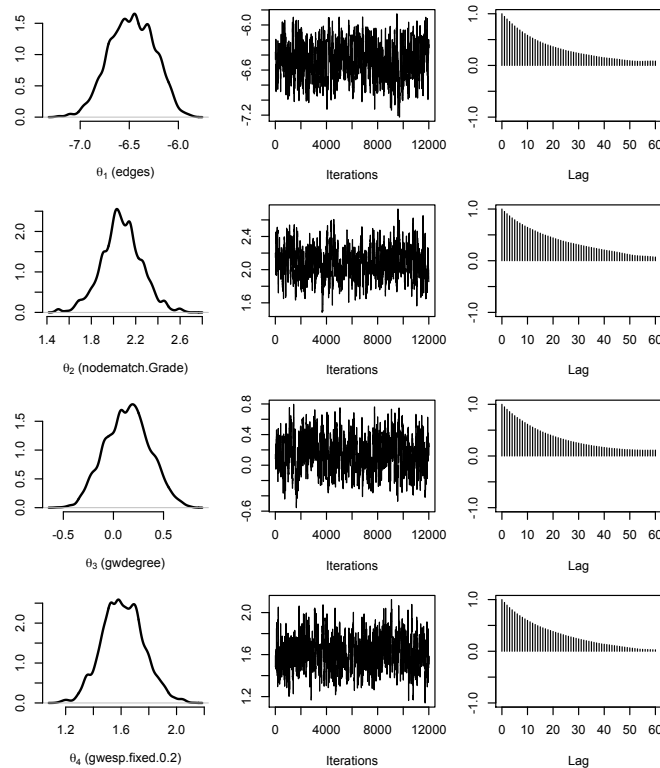 0.0 0.5 1.0 1.5
-7.0 -6.5 -6.0
θ1 (edges)
-7.2 -6.6 -6.0
0 4000 8000 12000
Iterations
-1.0 0.0 1.0
0 10 20 30 40 50 60
Lag
0.0 1.0 2.0
1.4 1.8 2.2 2.6
θ2 (nodematch.Grade)
1.6 2.0 2.4
0 4000 8000 12000
Iterations
-1.0 0.0 1.0
0 10 20 30 40 50 60
Lag
0.0 0.5 1.0 1.5
-0.5 0.0 0.5
θ3 (gwdegree)
-0.6 0.0 0.4 0.8
0 4000 8000 12000
Iterations
-1.0 0.0 1.0
0 10 20 30 40 50 60
Lag
0.0 1.0 2.0
1.2 1.6 2.0
θ4 (gwesp.fixed.0.2)
1.2 1.6 2.0
0 4000 8000 12000
Iterations
-1.0 0.0 1.0
0 10 20 30 40 50 60
Lag